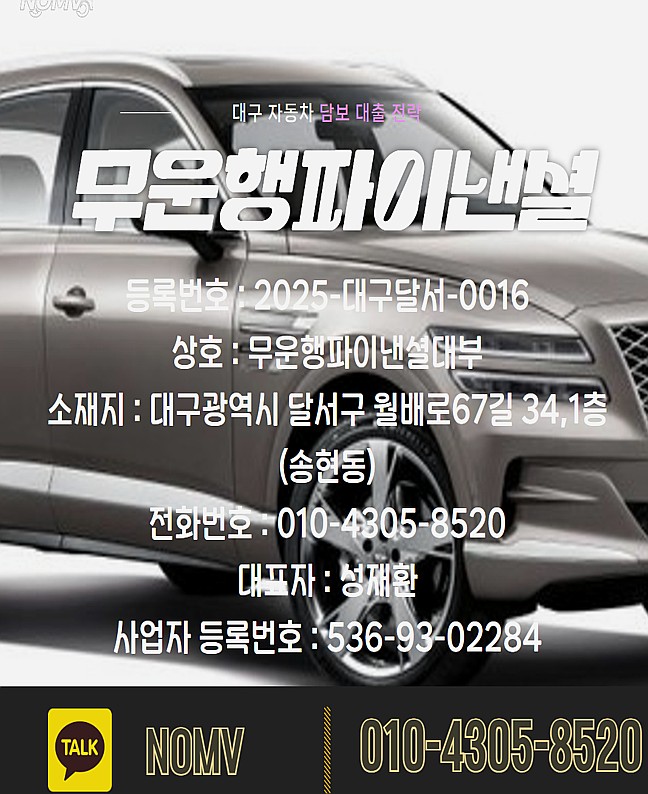 NOMV
대구 자동차 담보 대출 전략
무운행파이낸셜
등록번호 : 2025-대구달서-0016
상호 : 무운행파이낸셜대부
소재지 : 대구광역시 달서구 월배로67길 34,1층
(송현동)
전화번호 : 010-4305-8520
대표자 : 성재환
사업자 등록번호 : 536-93-02284
TALK NOMV 010-4305-8520